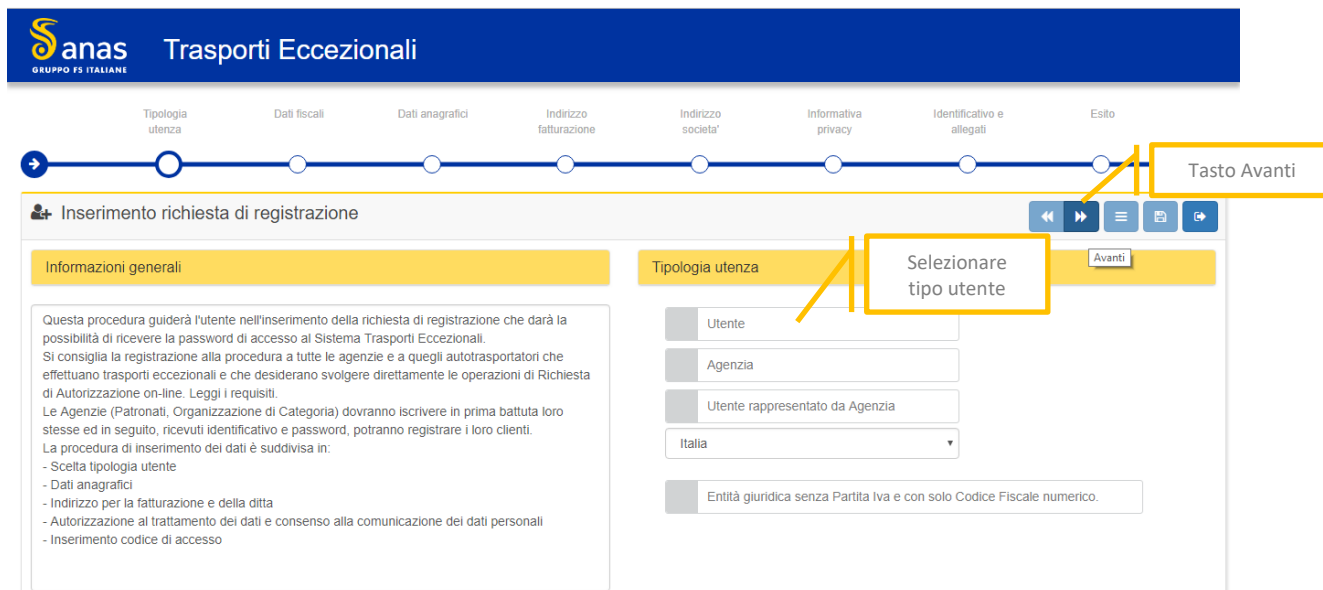 anas
GRUPPO FS ITALIANE
Trasporti Eccezionali
Tipologia
utenza
Dati fiscali
Dati anagrafici
Indirizzo
fatturazione
Indirizzo
societa'
Informativa
privacy
Identificativo e
allegati
Esito
Tasto Avanti
Inserimento richiesta di registrazione
Avanti
Informazioni generali
Tipologia utenza
Selezionare
tipo utente
Questa procedura guiderà l'utente nell'inserimento della richiesta di registrazione che darà la
possibilità di ricevere la password di accesso al Sistema Trasporti Eccezionali.
Si consiglia la registrazione alla procedura a tutte le agenzie e a quegli autotrasportatori che
effettuano trasporti eccezionali e che desiderano svolgere direttamente le operazioni di Richiesta
di Autorizzazione on-line. Leggi i requisiti.
Le Agenzie (Patronati, Organizzazione di Categoria) dovranno iscrivere in prima battuta loro
stesse ed in seguito, ricevuti identificativo e password, potranno registrare i loro clienti.
La procedura di inserimento dei dati è suddivisa in:
- Scelta tipologia utente
- Dati anagrafici
- Indirizzo per la fatturazione e della ditta
- Autorizzazione al trattamento dei dati e consenso alla comunicazione dei dati personali
- Inserimento codice di accesso
Utente
Agenzia
Utente rappresentato da Agenzia
Italia
Entità giuridica senza Partita Iva e con solo Codice Fiscale numerico.